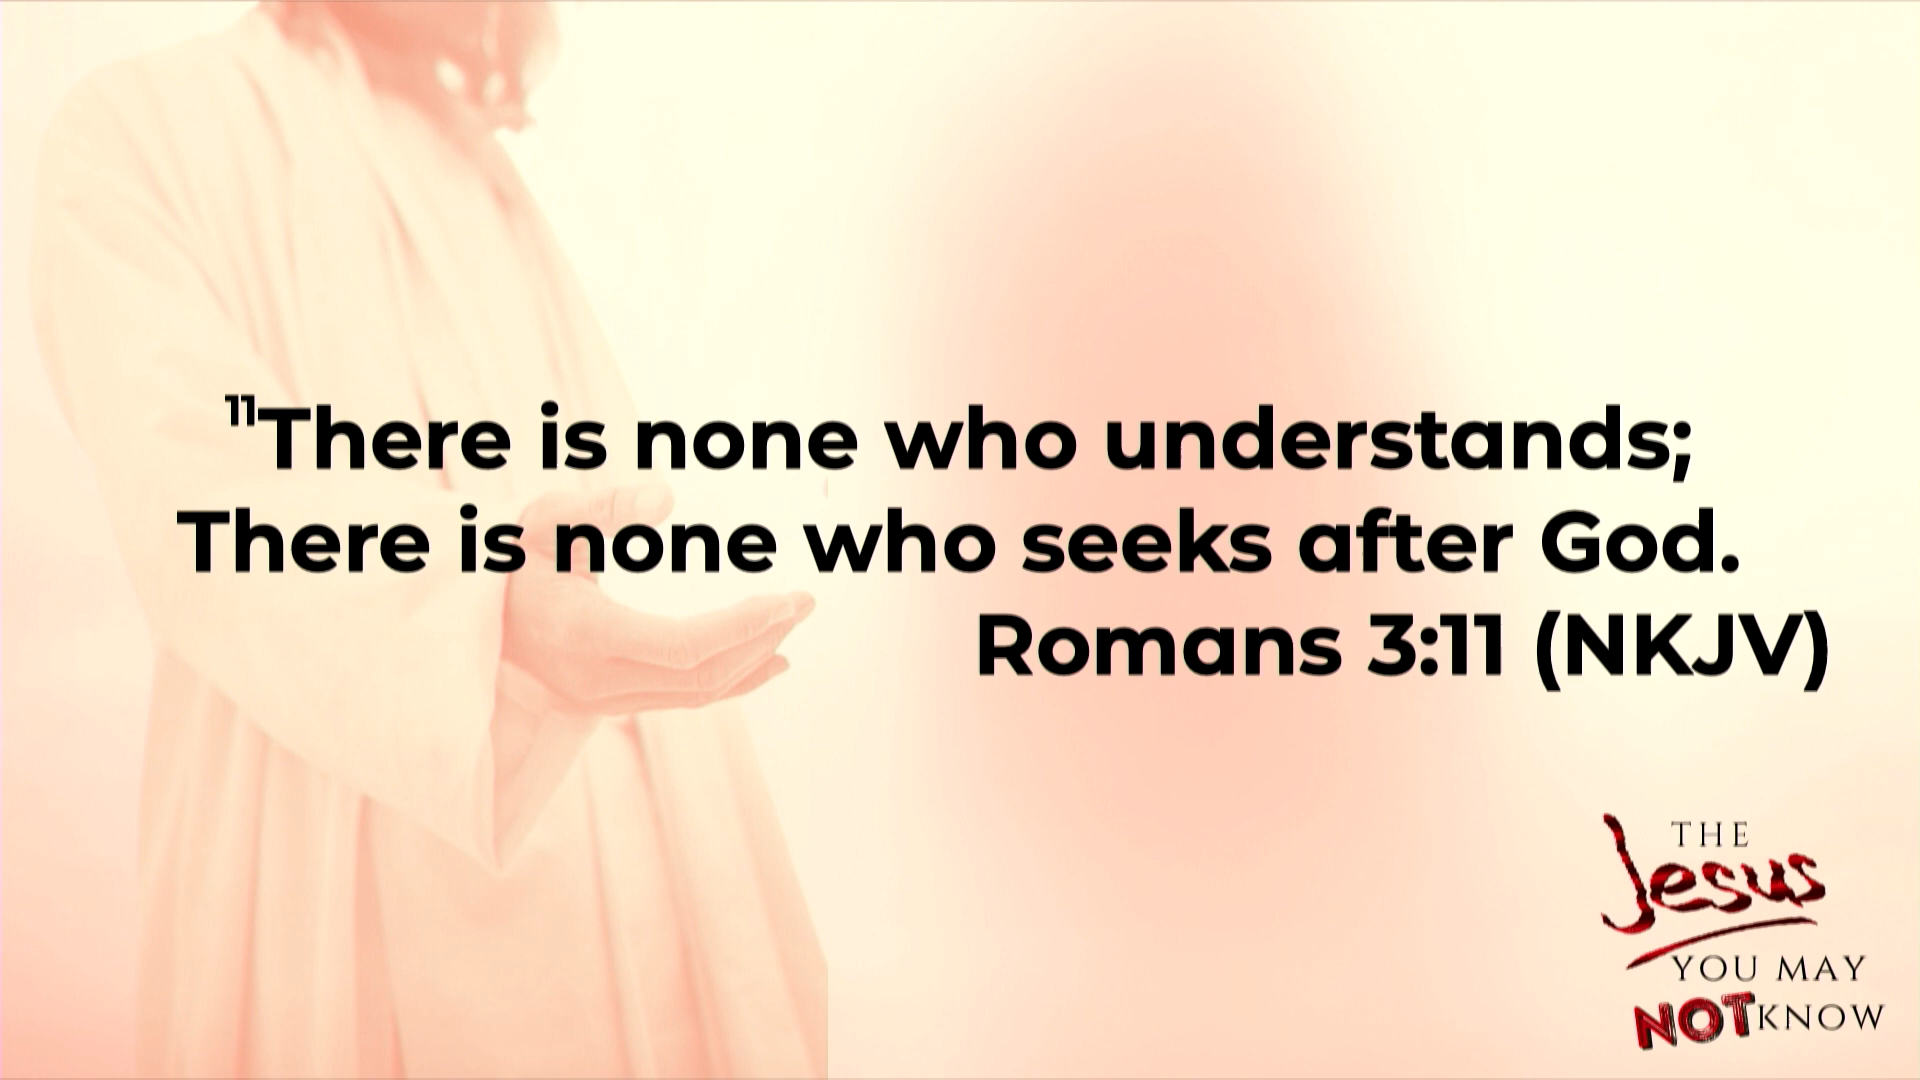 ¹¹There is none who understands;
There is none who seeks after God.
Romans 3:11 (NKJV)
THE
Jesus
YOU MAY
NOT KNOW